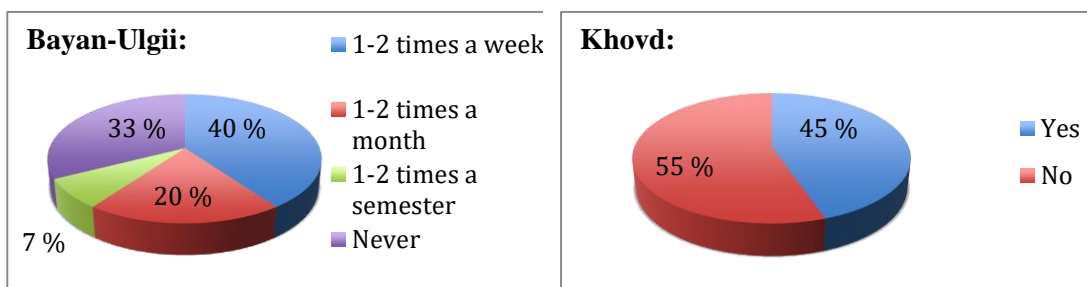 Bayan-Ulgii:
1-2 times a week
1-2 times a
month
1-2 times a
semester
Never
33 %
40 %
20 %
7 %
Khovd:
45 %
55 %
Yes
No